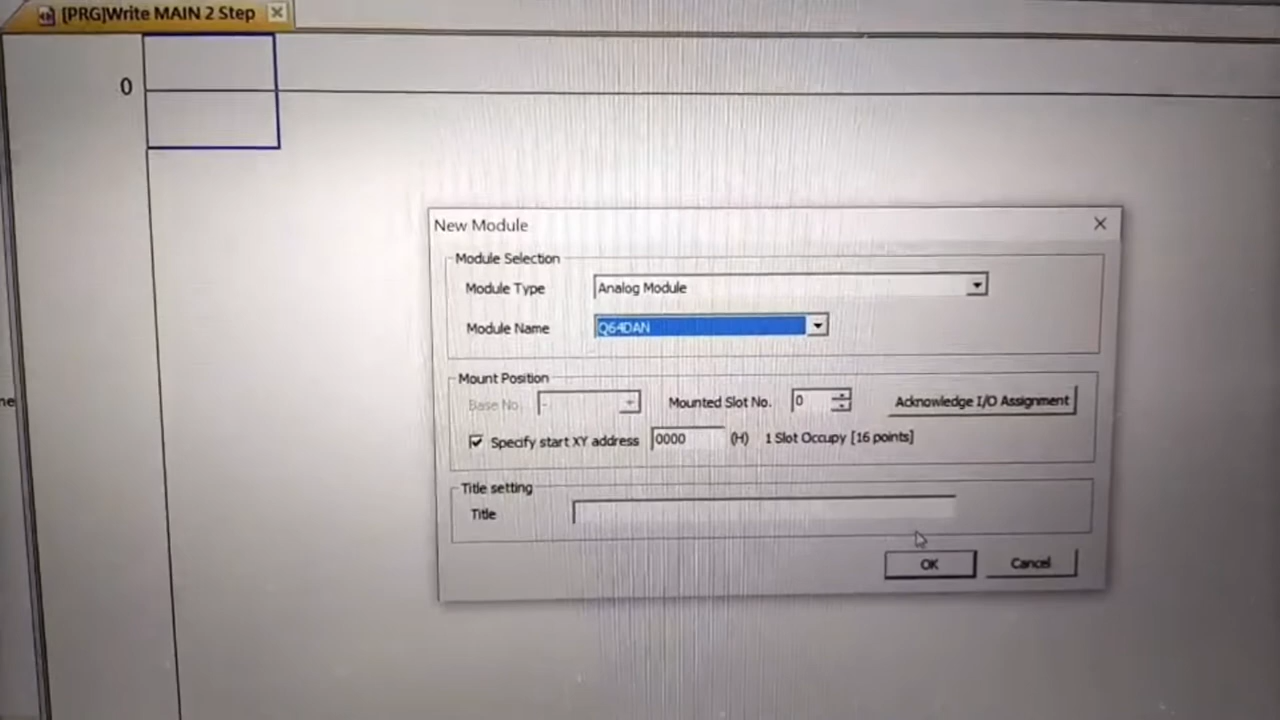 [PRG]Write MAIN 2 Step
0
New Module
Module Selection
Module Type Analog Module
Module Name Q64DAN
Mount Position
Base No. - Mounted Slot No. 0 Acknowledge I/O Assignment
Specify start XY address 0000 (H) 1 Slot Occupy [16 points]
Title setting
Title
OK Cancel